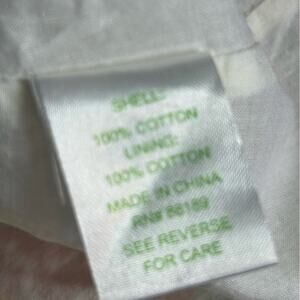 SHELL:
100% COTTON
LINING:
100% COTTON
MADE IN CHINA
RN#
SEE REVERSE
FOR CARE